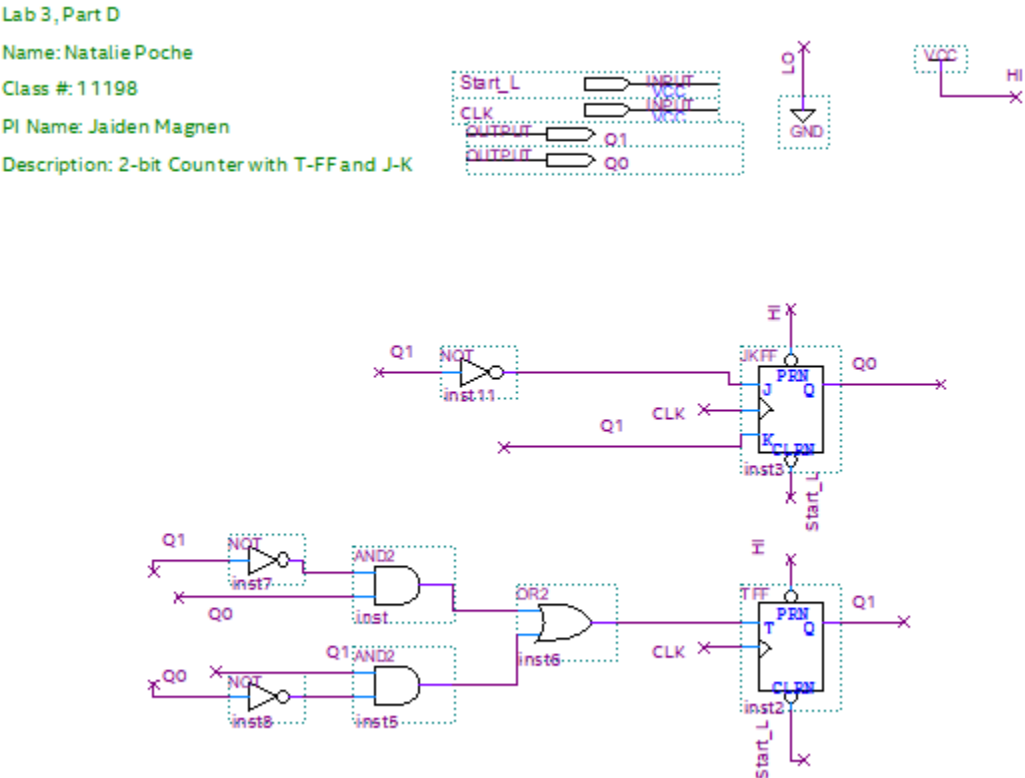 Lab 3, Part D
Name: Natalie Poche
Class #: 11198
PI Name: Jaiden Magnen
Description: 2-bit Counter with T-FF and J-K
Start_L INPUT
VCC
CLK INPUT
VCC
OUTPUT Q1
OUTPUT Q0
LO
GND
VCC
HI
HI
Q1 NOT JKFF Q0
PRN
J Q
inst11
CLK
Q1
K
CLRN
inst3
Start_L
HI
Q1 NOT AND2
inst7
Q0 inst
OR2 TFF Q1
PRN
T Q
inst6
CLK
Q1 AND2
Q0 NOT
inst8 inst5
CLRN
inst2
Start_L